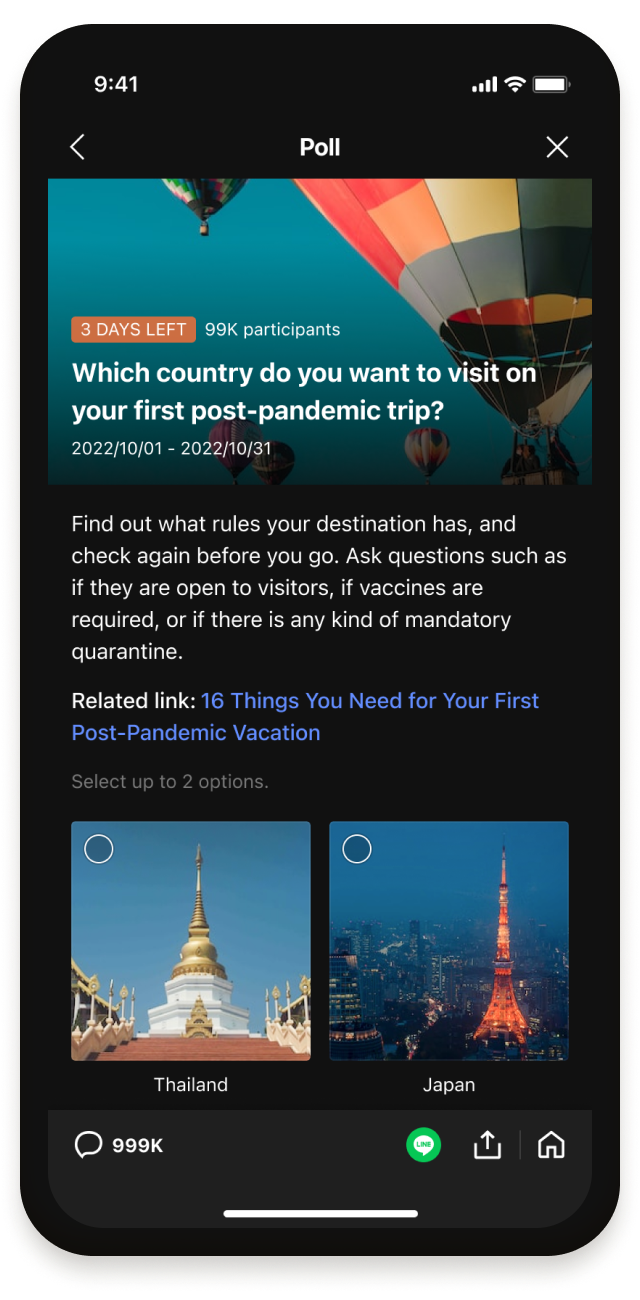 9:41
Poll
3 DAYS LEFT 99K participants
Which country do you want to visit on
your first post-pandemic trip?
2022/10/01 - 2022/10/31
Find out what rules your destination has, and
check again before you go. Ask questions such as
if they are open to visitors, if vaccines are
required, or if there is any kind of mandatory
quarantine.
Related link: 16 Things You Need for Your First
Post-Pandemic Vacation
Select up to 2 options.
Thailand Japan
999K LINE